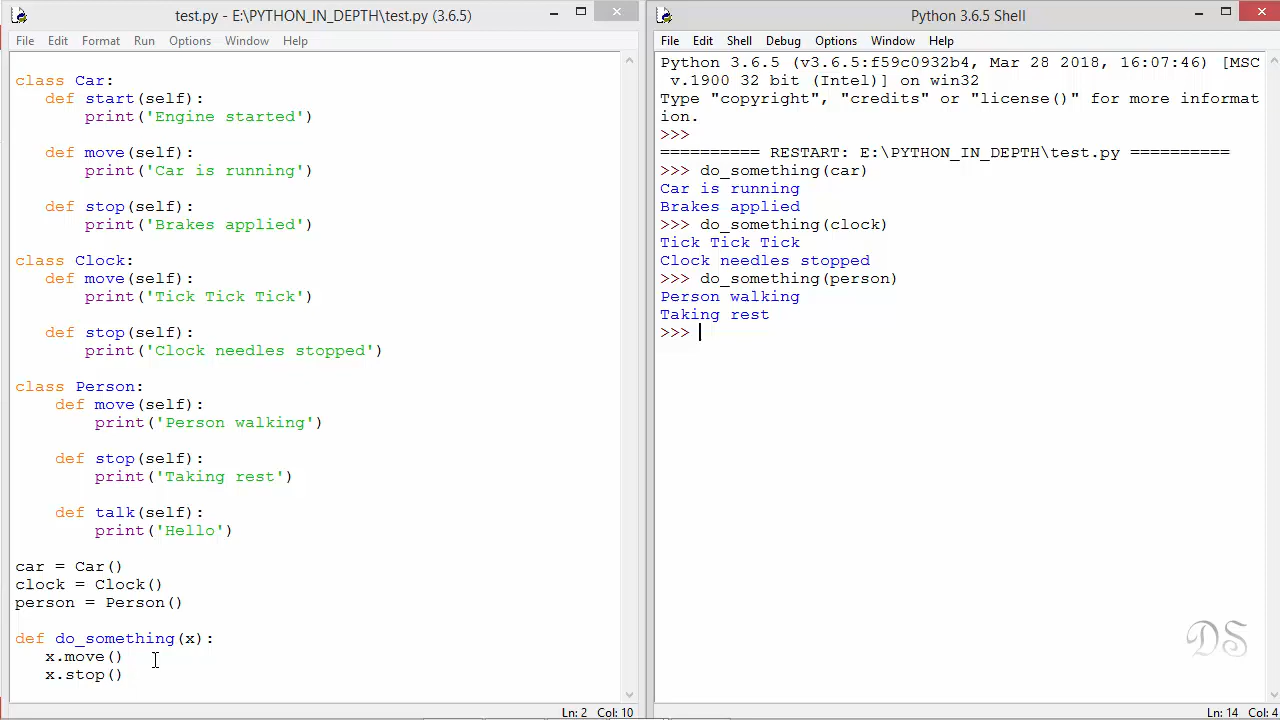 test.py - E:\PYTHON_IN_DEPTH\test.py (3.6.5)
File Edit Format Run Options Window Help
class Car:
   def start(self):
       print('Engine started')

   def move(self):
       print('Car is running')

   def stop(self):
       print('Brakes applied')

class Clock:
   def move(self):
       print('Tick Tick Tick')

   def stop(self):
       print('Clock needles stopped')

class Person:
    def move(self):
        print('Person walking')

    def stop(self):
        print('Taking rest')

    def talk(self):
        print('Hello')

car = Car()
clock = Clock()
person = Person()

def do_something(x):
   x.move()
   x.stop()
Ln: 2 Col: 10
Python 3.6.5 Shell
File Edit Shell Debug Options Window Help
Python 3.6.5 (v3.6.5:f59c0932b4, Mar 28 2018, 16:07:46) [MSC
 v.1900 32 bit (Intel)] on win32
Type "copyright", "credits" or "license()" for more informat
ion.
>>>
========== RESTART: E:\PYTHON_IN_DEPTH\test.py ==========
>>> do_something(car)
Car is running
Brakes applied
>>> do_something(clock)
Tick Tick Tick
Clock needles stopped
>>> do_something(person)
Person walking
Taking rest
>>>
DS
Ln: 14 Col: 4